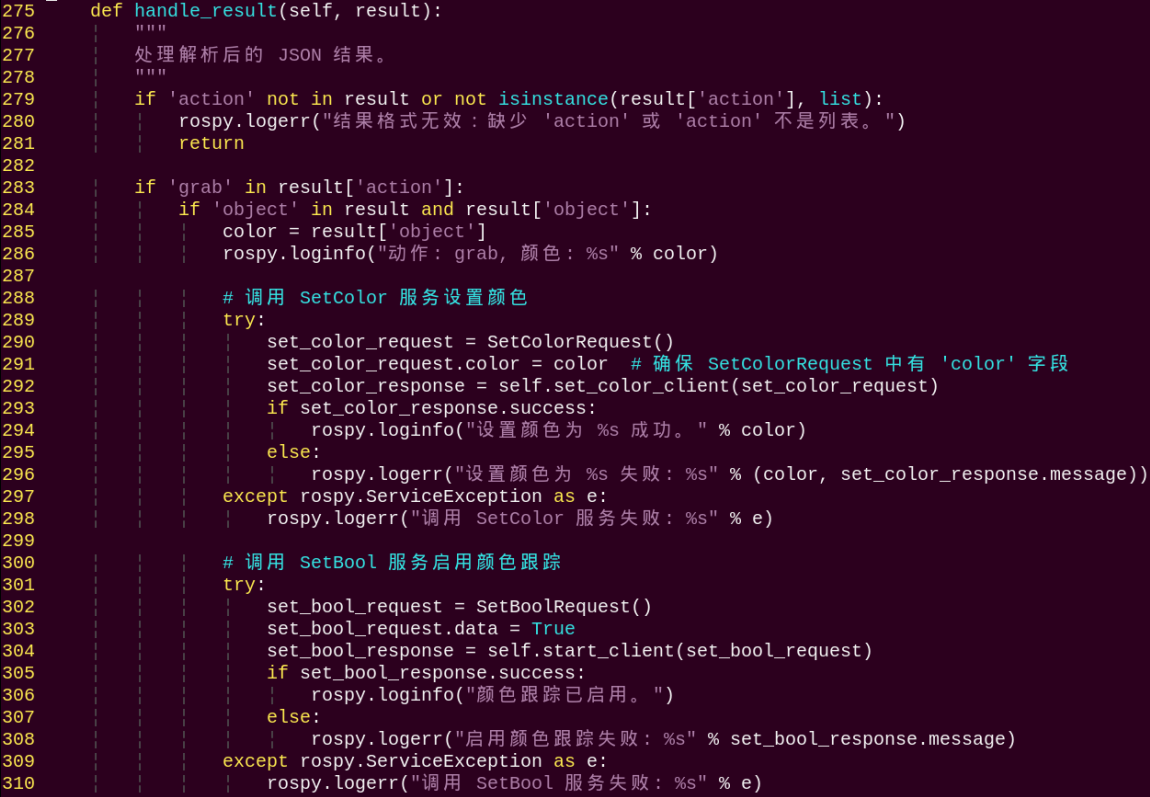 275     def handle_result(self, result):
276         """
277         处理解析后的 JSON 结果。
278         """
279         if 'action' not in result or not isinstance(result['action'], list):
280             rospy.logerr("结果格式无效：缺少 'action' 或 'action' 不是列表。")
281             return
282
283         if 'grab' in result['action']:
284             if 'object' in result and result['object']:
285                 color = result['object']
286                 rospy.loginfo("动作: grab, 颜色: %s" % color)
287
288                 # 调用 SetColor 服务设置颜色
289                 try:
290                     set_color_request = SetColorRequest()
291                     set_color_request.color = color  # 确保 SetColorRequest 中有 'color' 字段
292                     set_color_response = self.set_color_client(set_color_request)
293                     if set_color_response.success:
294                         rospy.loginfo("设置颜色为 %s 成功。" % color)
295                     else:
296                         rospy.logerr("设置颜色为 %s 失败: %s" % (color, set_color_response.message))
297                 except rospy.ServiceException as e:
298                     rospy.logerr("调用 SetColor 服务失败: %s" % e)
299
300                 # 调用 SetBool 服务启用颜色跟踪
301                 try:
302                     set_bool_request = SetBoolRequest()
303                     set_bool_request.data = True
304                     set_bool_response = self.start_client(set_bool_request)
305                     if set_bool_response.success:
306                         rospy.loginfo("颜色跟踪已启用。")
307                     else:
308                         rospy.logerr("启用颜色跟踪失败: %s" % set_bool_response.message)
309                 except rospy.ServiceException as e:
310                     rospy.logerr("调用 SetBool 服务失败: %s" % e)